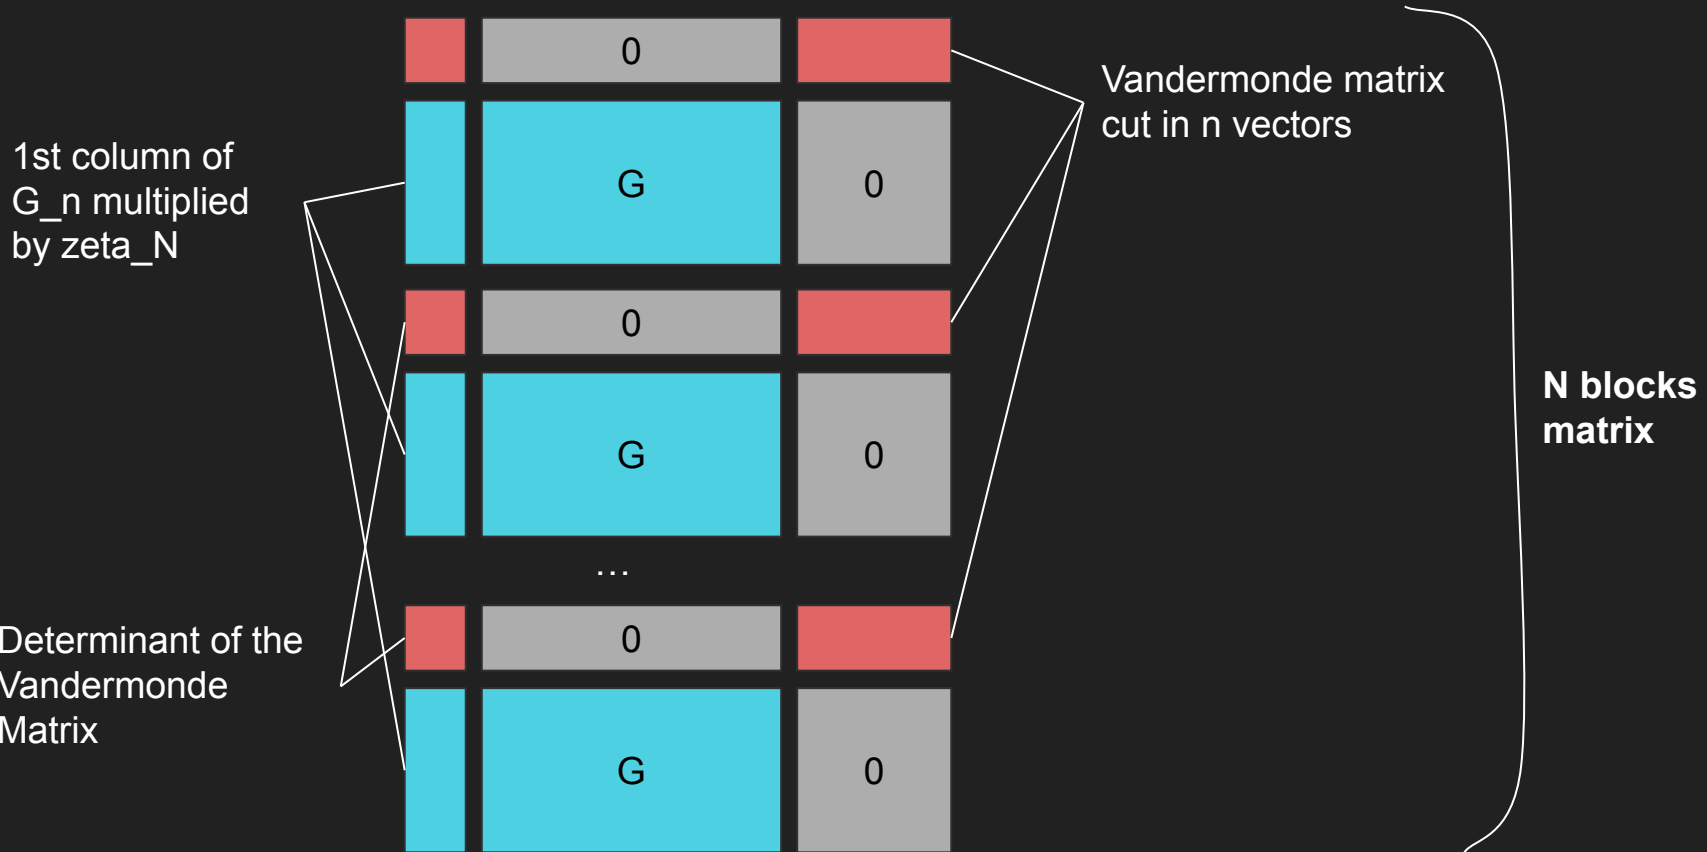 0
Vandermonde matrix
cut in n vectors
1st column of
G_n multiplied
by zeta_N
G
0
0
N blocks
matrix
G
0
...
Determinant of the
Vandermonde
Matrix
0
G
0